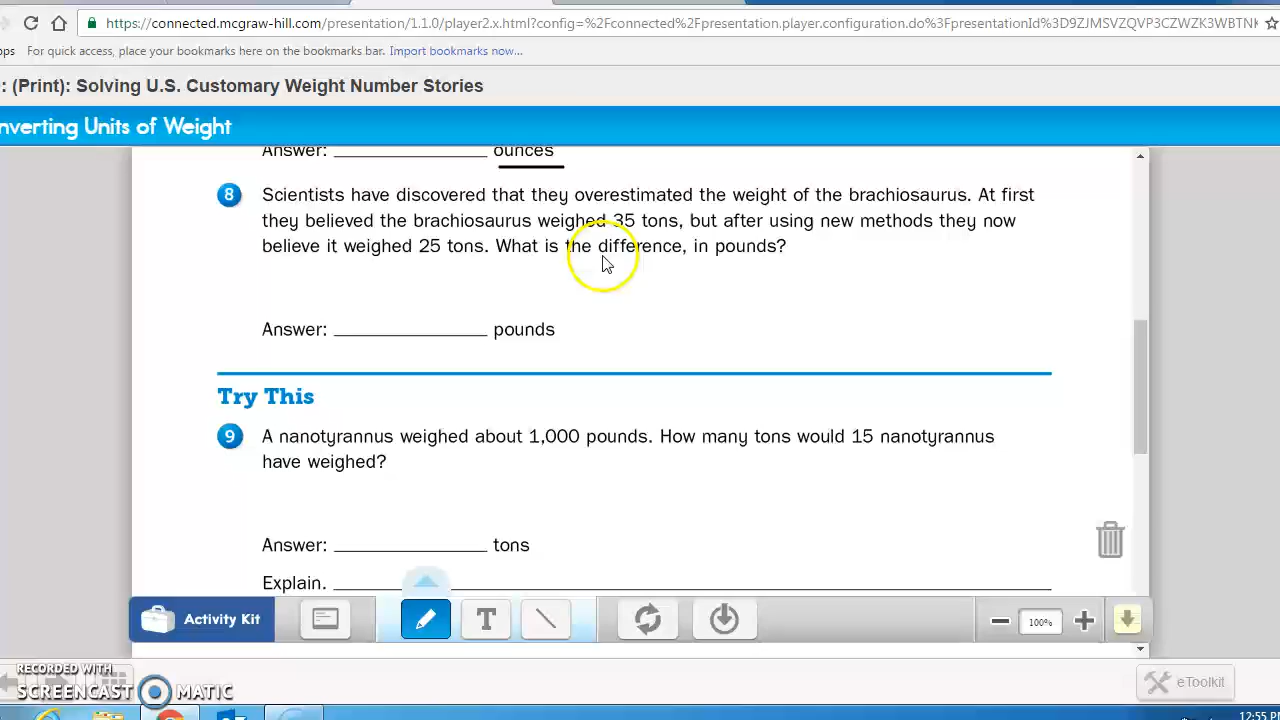 https://connected.mcgraw-hill.com/presentation/1.1.0/player2.x.html?config=%2Fconnected%2Fpresentation.player.configuration.do%3FpresentationId%3D9ZJMSVZQVP3CZWZK3WBTNK
pps For quick access, place your bookmarks here on the bookmarks bar. Import bookmarks now...
: (Print): Solving U.S. Customary Weight Number Stories
nverting Units of Weight
Answer: ounces
8 Scientists have discovered that they overestimated the weight of the brachiosaurus. At first
they believed the brachiosaurus weighed 35 tons, but after using new methods they now
believe it weighed 25 tons. What is the difference, in pounds?
Answer: pounds
Try This
9 A nanotyrannus weighed about 1,000 pounds. How many tons would 15 nanotyrannus
have weighed?
Answer: tons
Explain.
Activity Kit
T
100%
RECORDED WITH
SCREENCAST MATIC
eToolkit
12:55 P